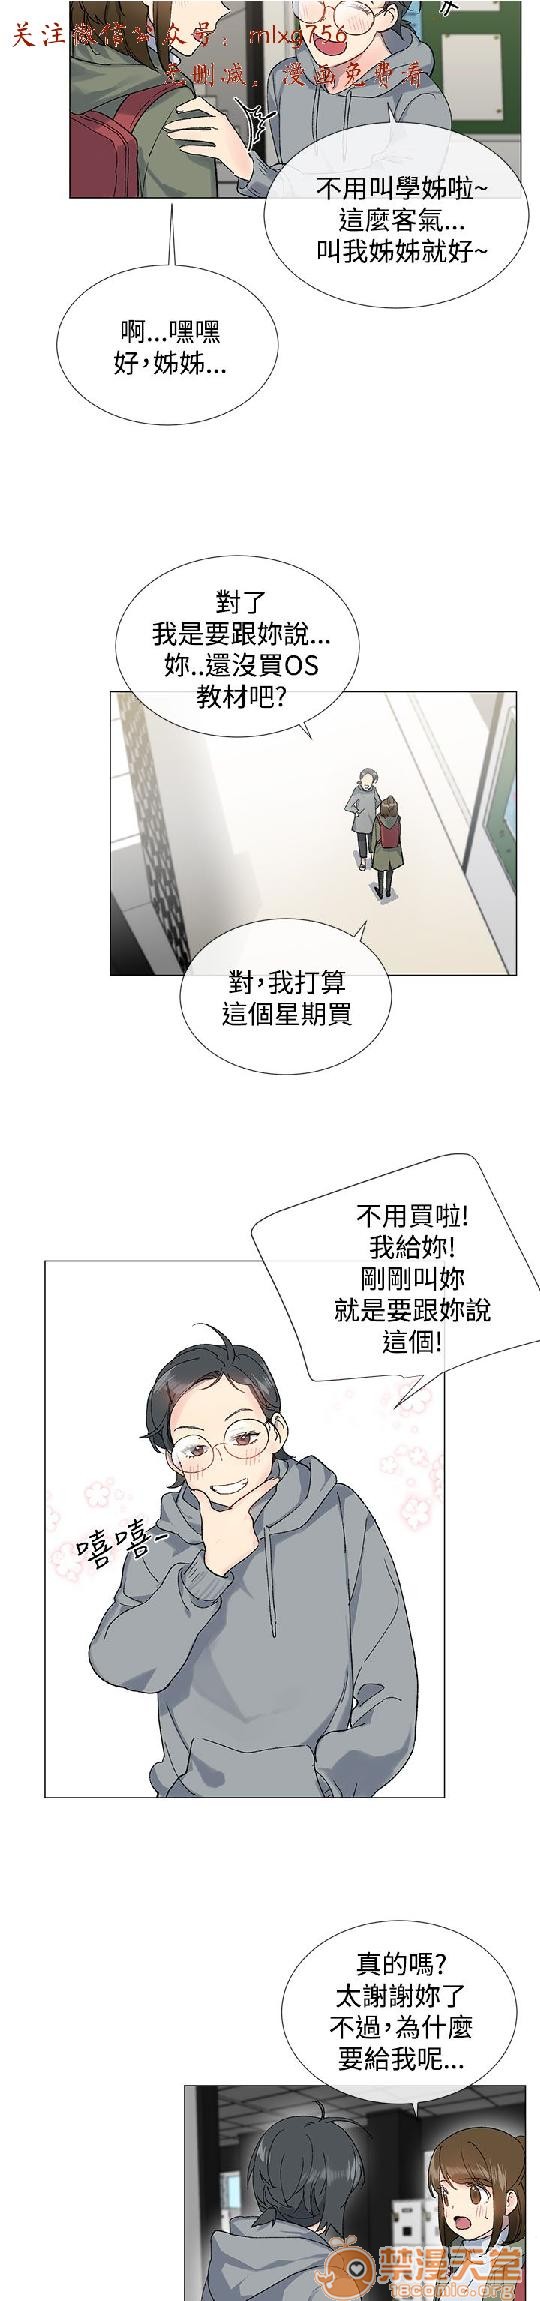 关注微信公众号：mlxg756
无删减，漫画免费看
不用叫學姊啦~
這麼客氣...
叫我姊姊就好~
啊...嘿嘿
好,姊姊...
對了
我是要跟妳說...
妳..還沒買OS
教材吧?
對,我打算
這個星期買
不用買啦!
我給妳!
剛剛叫妳
就是要跟妳說
這個!
嘻嘻~
真的嗎?
太謝謝妳了
不過,為什麼
要給我呢...
禁漫天堂
18comic.org